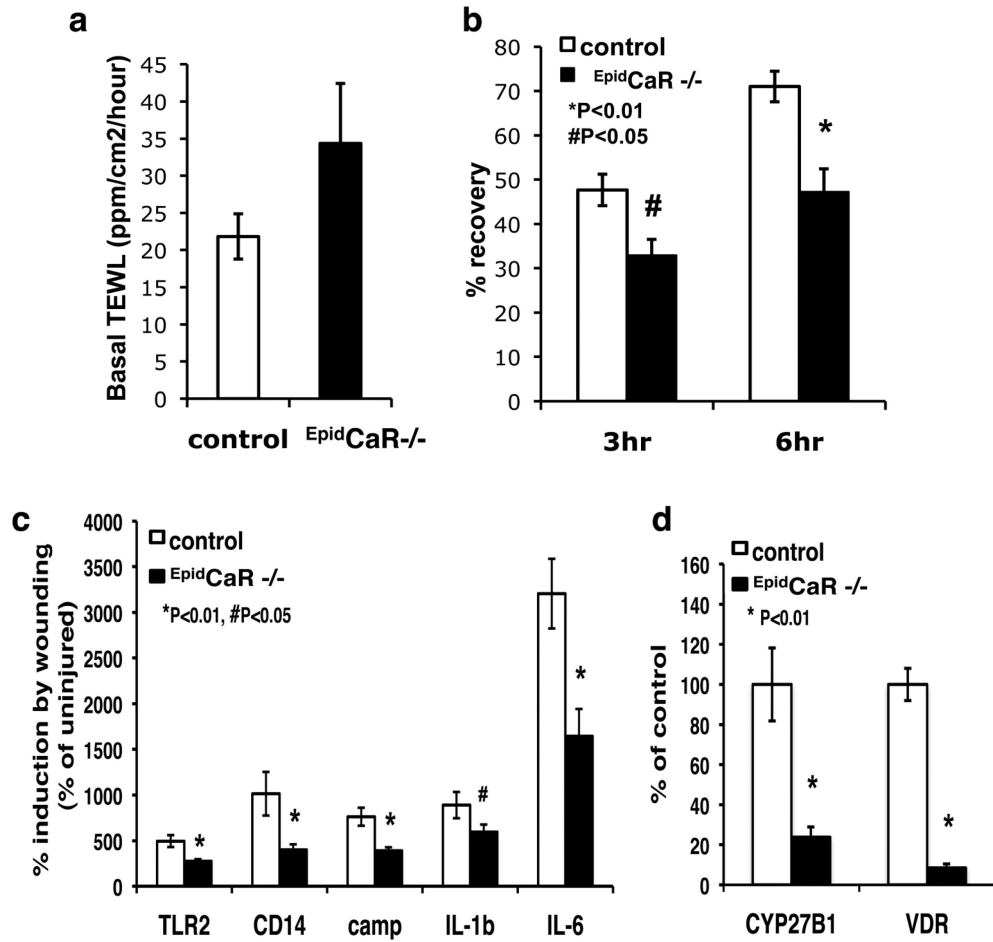 a
Basal TEWL (ppm/cm2/hour)
45
40
35
30
25
20
15
10
5
0
control EpidCaR-/-
b
% recovery
80
70
60
50
40
30
20
10
0
control
EpidCaR -/-
*P<0.01
#P<0.05
#
*
3hr 6hr
c
% induction by wounding
(% of uninjured)
4000
3500
3000
2500
2000
1500
1000
500
0
control
EpidCaR -/-
*P<0.01, #P<0.05
* * * # *
TLR2 CD14 camp IL-1b IL-6
d
% of control
160
140
120
100
80
60
40
20
0
control
EpidCaR -/-
* P<0.01
* *
CYP27B1 VDR